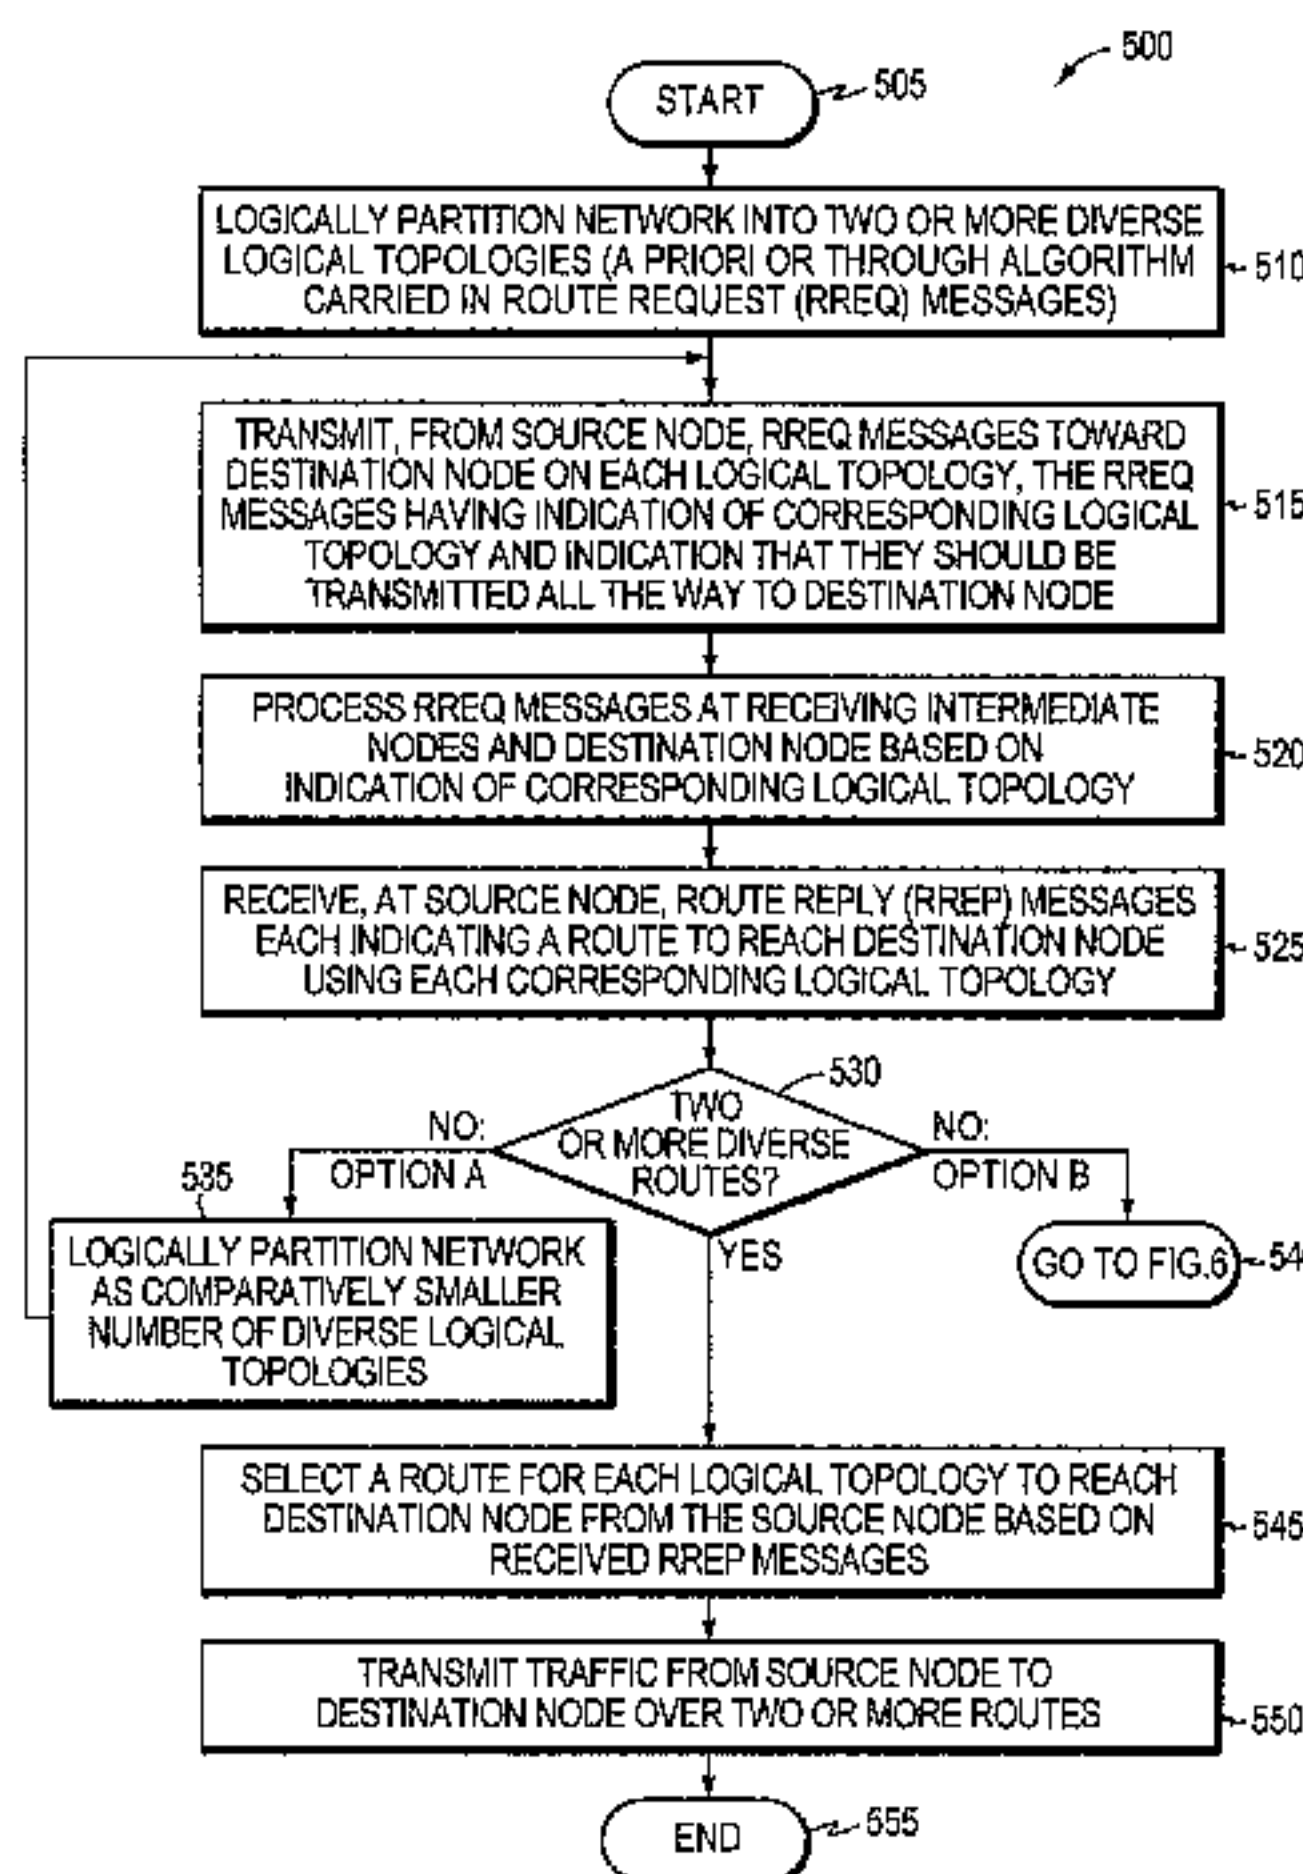 500
START
505
LOGICALLY PARTITION NETWORK INTO TWO OR MORE DIVERSE
LOGICAL TOPOLOGIES (A PRIORI OR THROUGH ALGORITHM
CARRIED IN ROUTE REQUEST (RREQ) MESSAGES)
510
TRANSMIT, FROM SOURCE NODE, RREQ MESSAGES TOWARD
DESTINATION NODE ON EACH LOGICAL TOPOLOGY, THE RREQ
MESSAGES HAVING INDICATION OF CORRESPONDING LOGICAL
TOPOLOGY AND INDICATION THAT THEY SHOULD BE
TRANSMITTED ALL THE WAY TO DESTINATION NODE
515
PROCESS RREQ MESSAGES AT RECEIVING INTERMEDIATE
NODES AND DESTINATION NODE BASED ON
INDICATION OF CORRESPONDING LOGICAL TOPOLOGY
520
RECEIVE, AT SOURCE NODE, ROUTE REPLY (RREP) MESSAGES
EACH INDICATING A ROUTE TO REACH DESTINATION NODE
USING EACH CORRESPONDING LOGICAL TOPOLOGY
525
530
TWO
OR MORE DIVERSE
ROUTES?
NO:
OPTION A
NO:
OPTION B
YES
535
LOGICALLY PARTITION NETWORK
AS COMPARATIVELY SMALLER
NUMBER OF DIVERSE LOGICAL
TOPOLOGIES
GO TO FIG.6
SELECT A ROUTE FOR EACH LOGICAL TOPOLOGY TO REACH
DESTINATION NODE FROM THE SOURCE NODE BASED ON
RECEIVED RREP MESSAGES
545
TRANSMIT TRAFFIC FROM SOURCE NODE TO
DESTINATION NODE OVER TWO OR MORE ROUTES
550
END
555